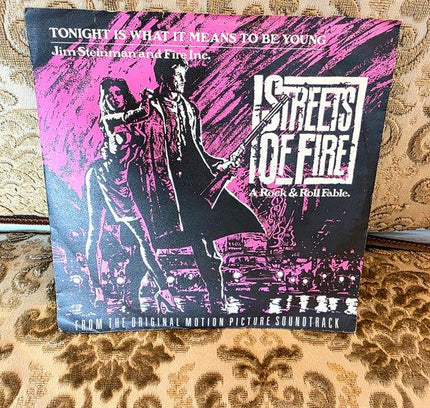 TONIGHT IS WHAT IT MEANS TO BE YOUNG
Jim Steinman and Fire Inc.
STREETS
OF FIRE
A Rock & Roll Fable.
FROM THE ORIGINAL MOTION PICTURE SOUNDTRACK